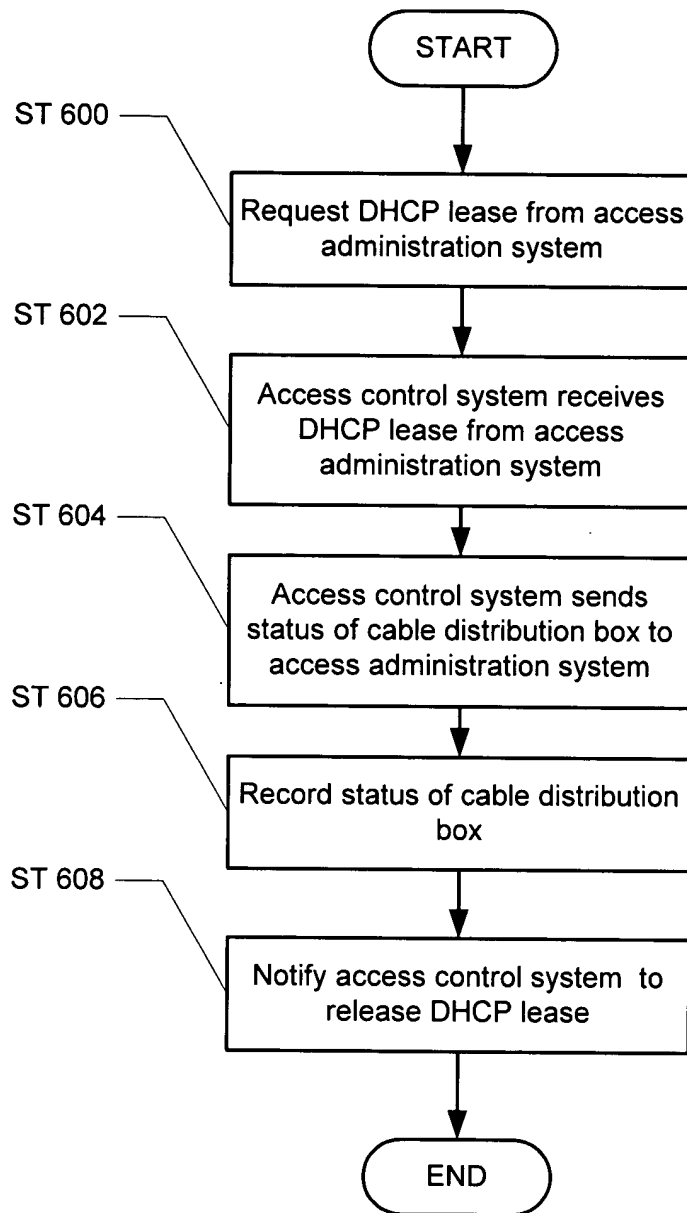 START
ST 600
Request DHCP lease from access
administration system
ST 602
Access control system receives
DHCP lease from access
administration system
ST 604
Access control system sends
status of cable distribution box to
access administration system
ST 606
Record status of cable distribution
box
ST 608
Notify access control system to
release DHCP lease
END